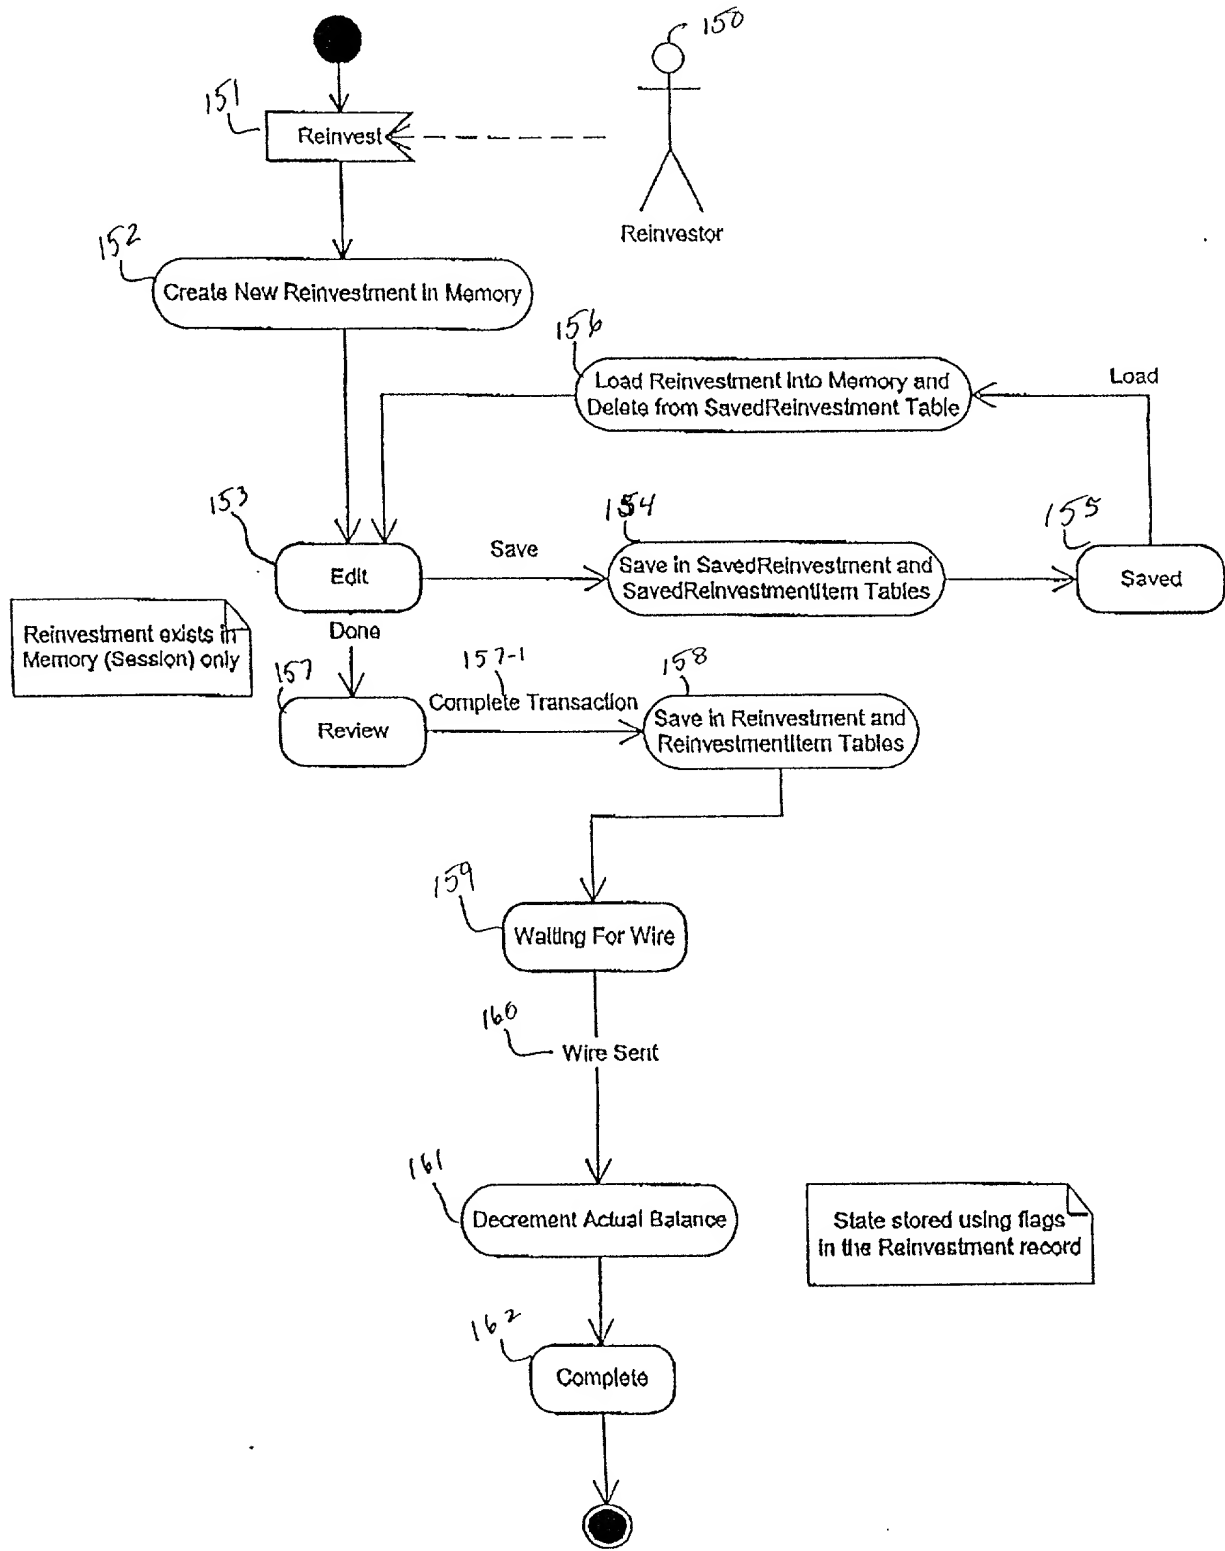 150
151
Reinvest
Reinvestor
152
Create New Reinvestment In Memory
156
Load Reinvestment Into Memory and
Delete from SavedReinvestment Table
Load
153
Edit
Save
154
Save in SavedReinvestment and
SavedReinvestmentItem Tables
155
Saved
Reinvestment exists in
Memory (Session) only
Done
157
Review
157-1
Complete Transaction
158
Save in Reinvestment and
ReinvestmentItem Tables
159
Waiting For Wire
160
Wire Sent
161
Decrement Actual Balance
State stored using flags
in the Reinvestment record
162
Complete